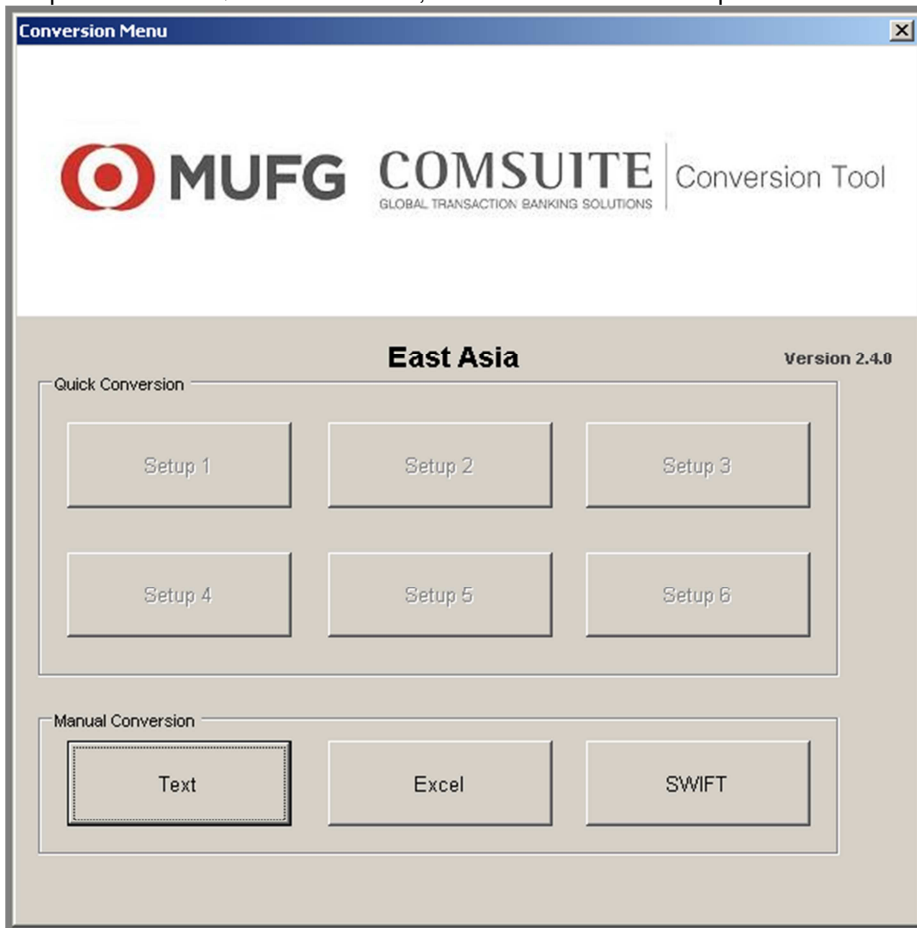 Conversion Menu
MUFG COMSUITE Conversion Tool
GLOBAL TRANSACTION BANKING SOLUTIONS
East Asia
Version 2.4.0
Quick Conversion
Setup 1 Setup 2 Setup 3
Setup 4 Setup 5 Setup 6
Manual Conversion
Text Excel SWIFT